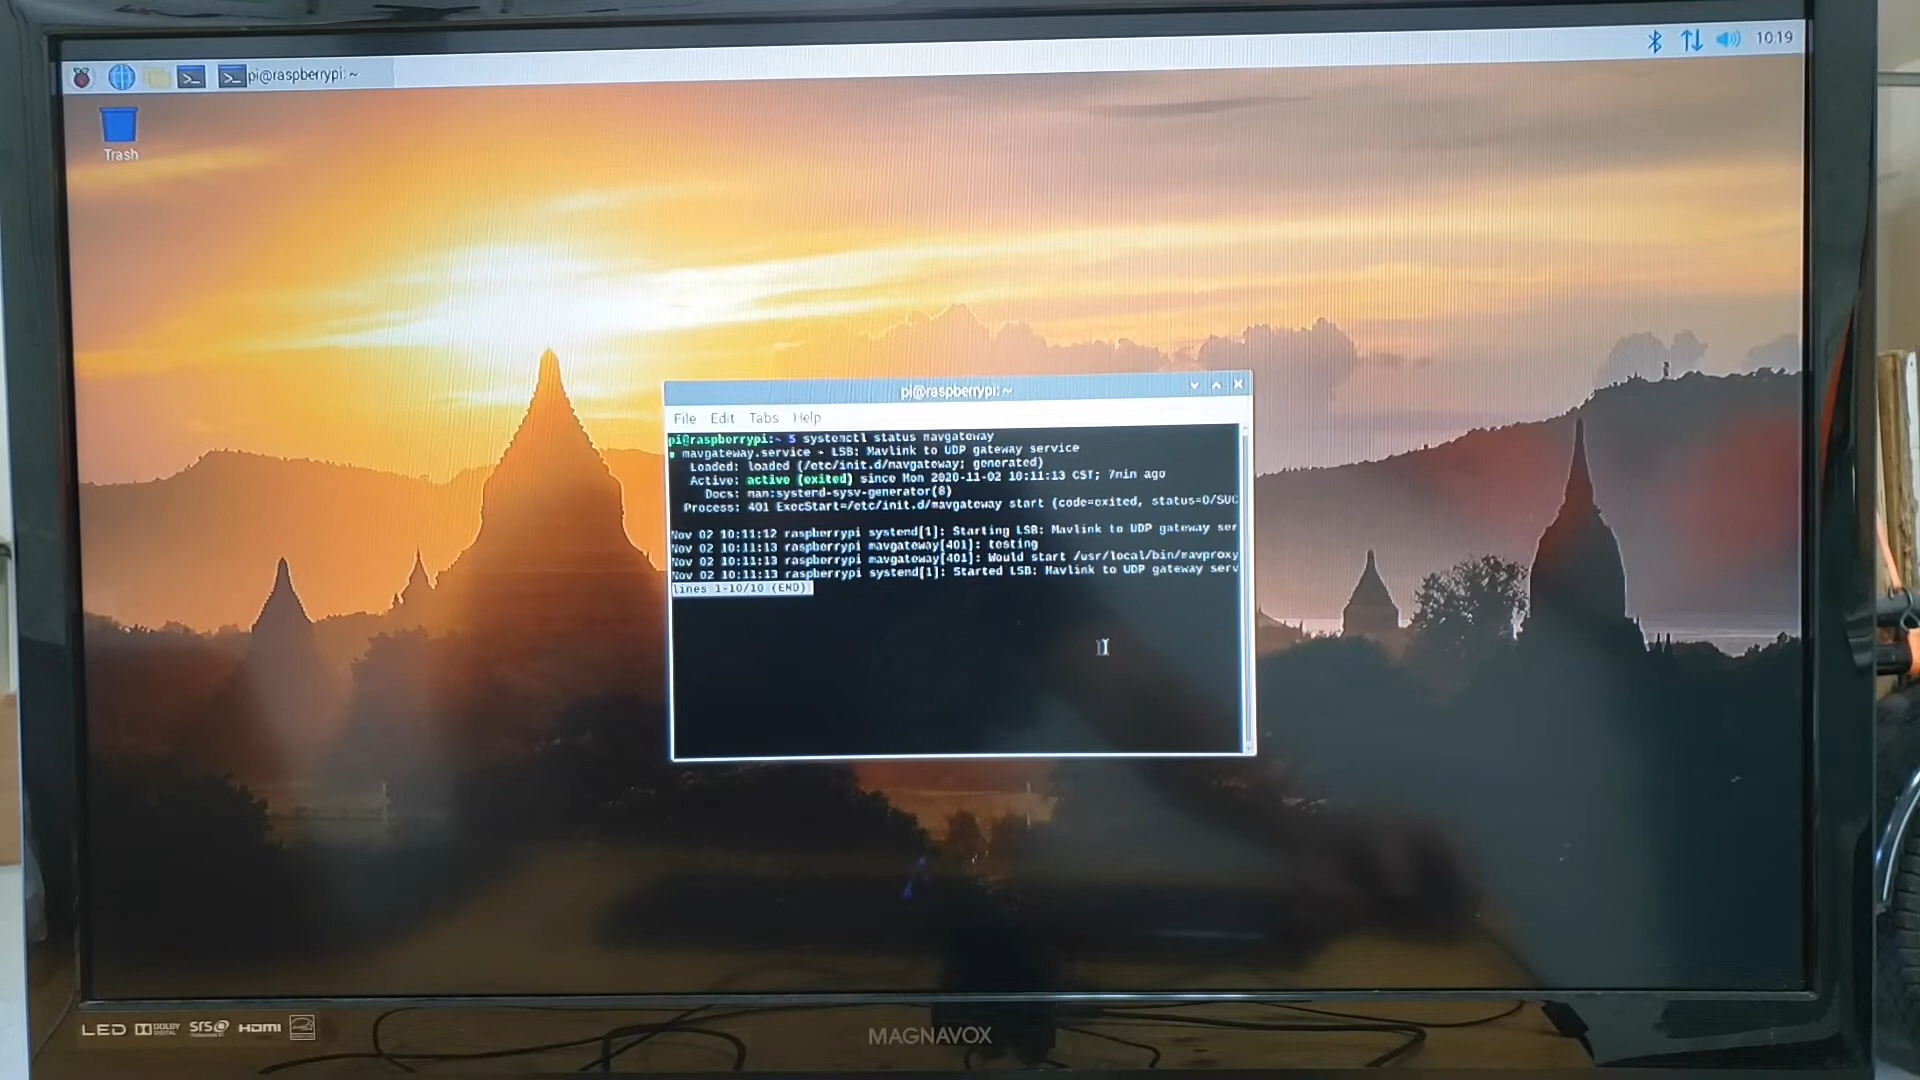 10:19
pi@raspberrypi: ~
Trash
pi@raspberrypi: ~
File Edit Tabs Help
pi@raspberrypi:~ $ systemctl status mavgateway
● mavgateway.service - LSB: Mavlink to UDP gateway service
Loaded: loaded (/etc/init.d/mavgateway; generated)
Active: active (exited) since Mon 2020-11-02 10:11:13 CST; 7min ago
Docs: man:systemd-sysv-generator(8)
Process: 401 ExecStart=/etc/init.d/mavgateway start (code=exited, status=0/SUC
Nov 02 10:11:12 raspberrypi systemd[1]: Starting LSB: Mavlink to UDP gateway ser
Nov 02 10:11:13 raspberrypi mavgateway[401]: testing
Nov 02 10:11:13 raspberrypi mavgateway[401]: Would start /usr/local/bin/mavproxy
Nov 02 10:11:13 raspberrypi systemd[1]: Started LSB: Mavlink to UDP gateway serv
lines 1-10/10 (END)
LED DOLBY DIGITAL SRS HDMI
MAGNAVOX